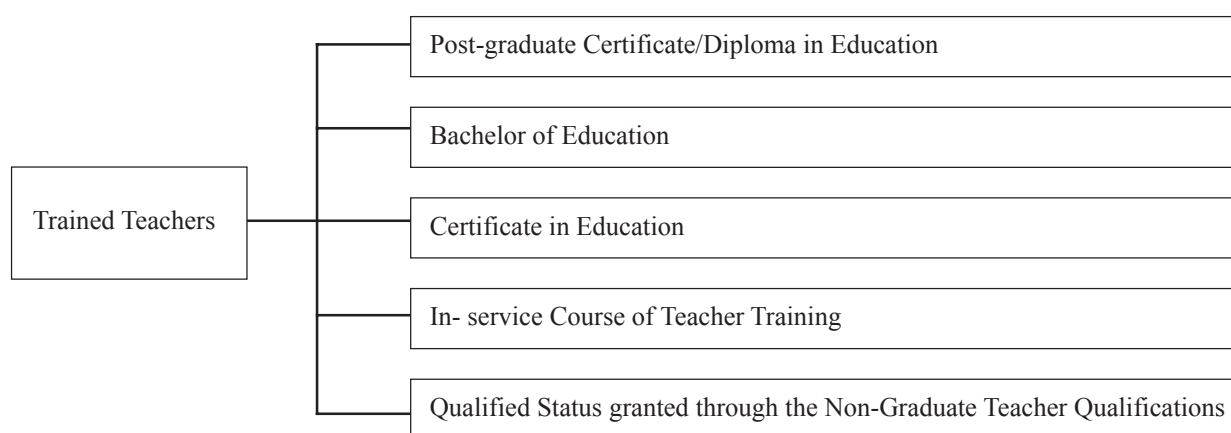 Post-graduate Certificate/Diploma in Education
Bachelor of Education
Trained Teachers
Certificate in Education
In- service Course of Teacher Training
Qualified Status granted through the Non-Graduate Teacher Qualifications